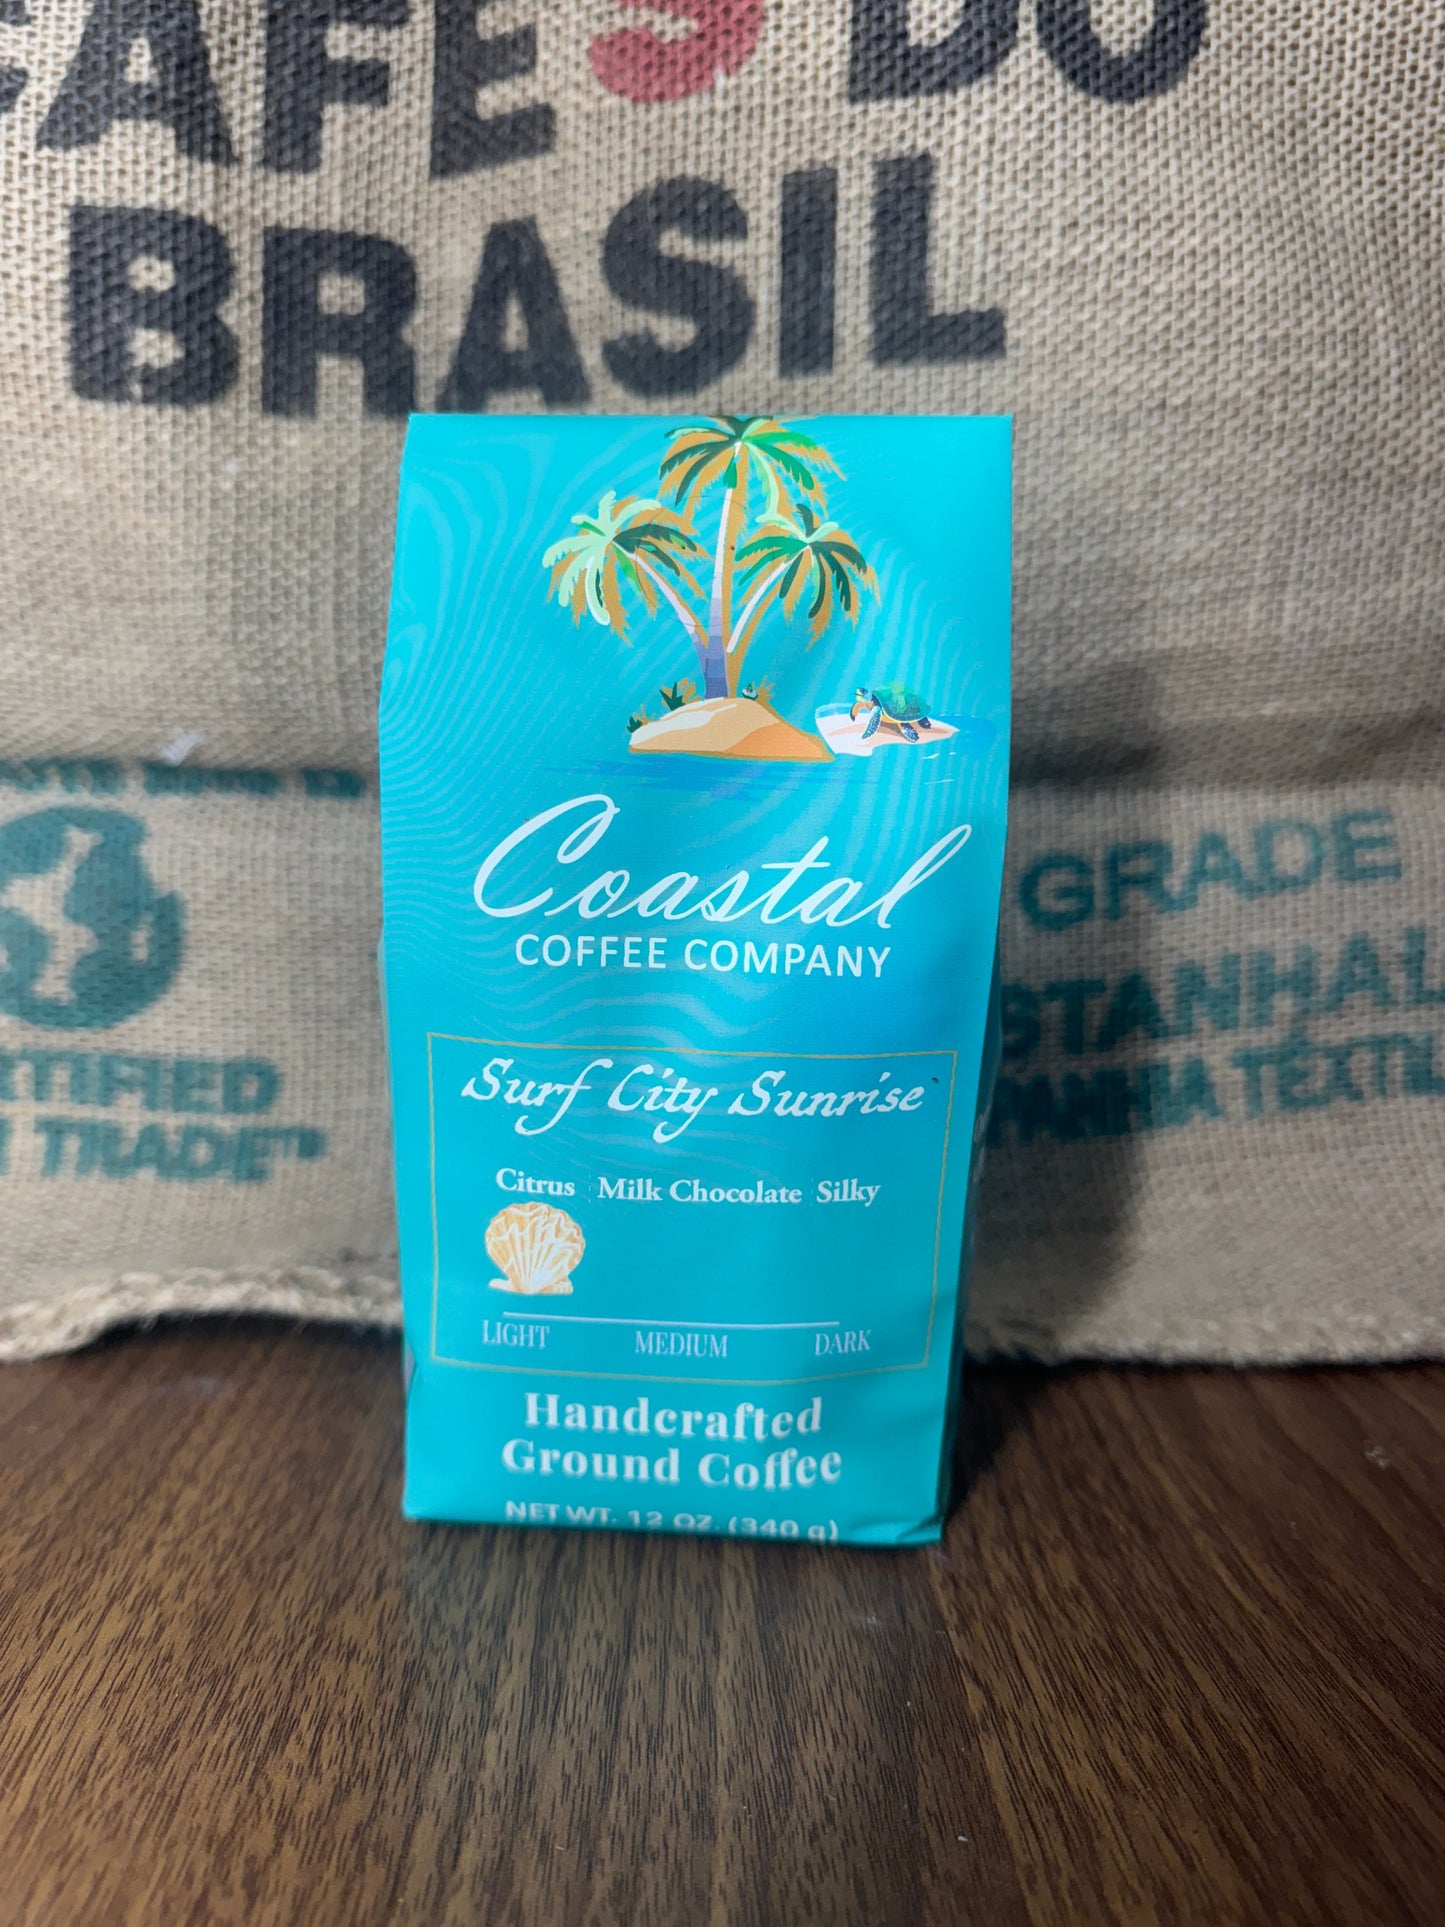 CAFES DO
BRASIL
Coastal
COFFEE COMPANY
Surf City Sunrise
Citrus Milk Chocolate Silky
LIGHT MEDIUM DARK
Handcrafted
Ground Coffee
NET WT. 12 OZ. (340 g)
GRADE
TRADE